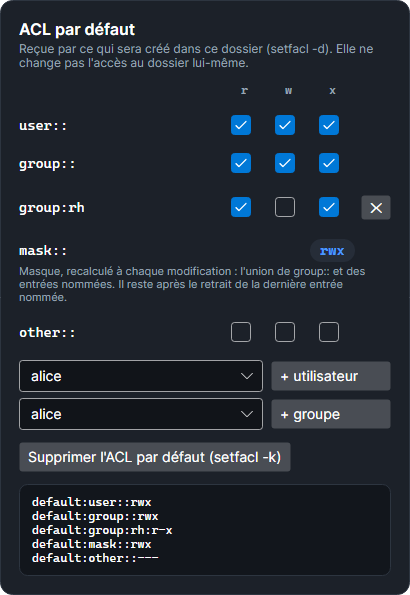 ACL par défaut
Reçue par ce qui sera créé dans ce dossier (setfacl -d). Elle ne
change pas l'accès au dossier lui-même.
r w x
user::
group::
group:rh
mask:: rwx
Masque, recalculé à chaque modification : l'union de group:: et des
entrées nommées. Il reste après le retrait de la dernière entrée
nommée.
other::
alice + utilisateur
alice + groupe
Supprimer l'ACL par défaut (setfacl -k)
default:user::rwx
default:group::rwx
default:group:rh:r-x
default:mask::rwx
default:other::---